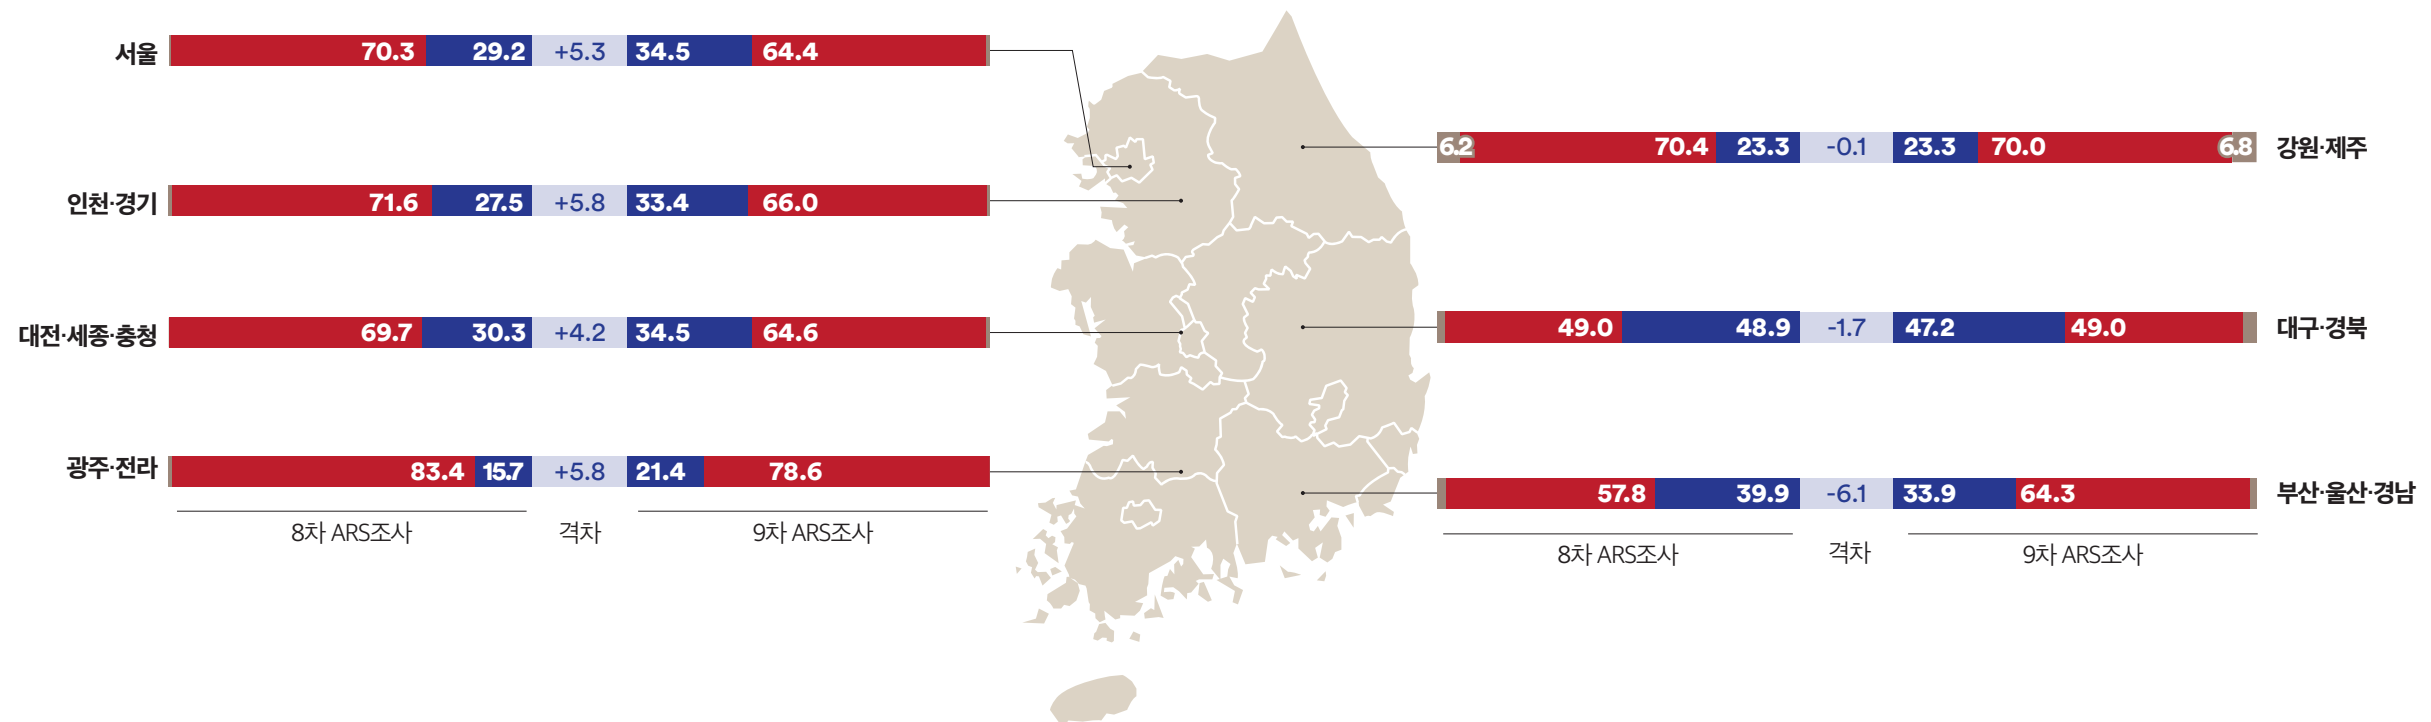 서울 70.3 29.2 +5.3 34.5 64.4
인천·경기 71.6 27.5 +5.8 33.4 66.0
대전·세종·충청 69.7 30.3 +4.2 34.5 64.6
광주·전라 83.4 15.7 +5.8 21.4 78.6
8차 ARS조사 격차 9차 ARS조사
6.2 70.4 23.3 -0.1 23.3 70.0 6.8 강원·제주
49.0 48.9 -1.7 47.2 49.0 대구·경북
57.8 39.9 -6.1 33.9 64.3 부산·울산·경남
8차 ARS조사 격차 9차 ARS조사